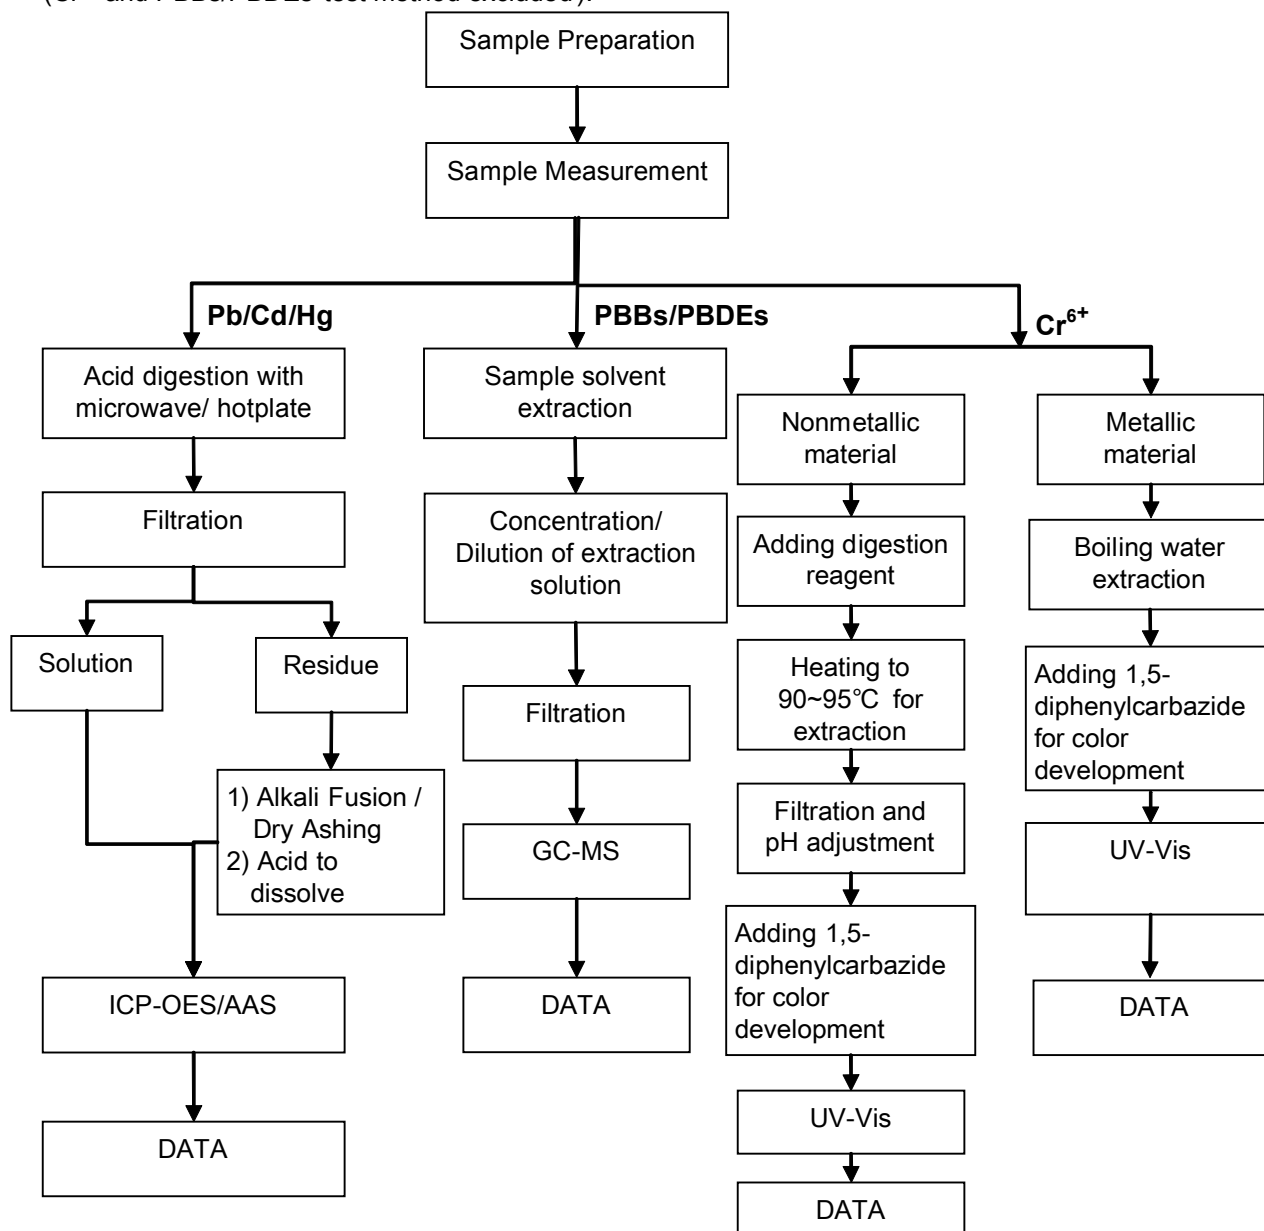 Sample Preparation
Sample Measurement
Pb/Cd/Hg
PBBs/PBDEs
Cr⁶⁺
Acid digestion with
microwave/ hotplate
Filtration
Solution
Residue
1) Alkali Fusion /
Dry Ashing
2) Acid to
dissolve
ICP-OES/AAS
DATA
Sample solvent
extraction
Concentration/
Dilution of extraction
solution
Filtration
GC-MS
DATA
Nonmetallic
material
Adding digestion
reagent
Heating to
90~95℃ for
extraction
Filtration and
pH adjustment
Adding 1,5-
diphenylcarbazide
for color
development
UV-Vis
DATA
Metallic
material
Boiling water
extraction
Adding 1,5-
diphenylcarbazide
for color
development
UV-Vis
DATA